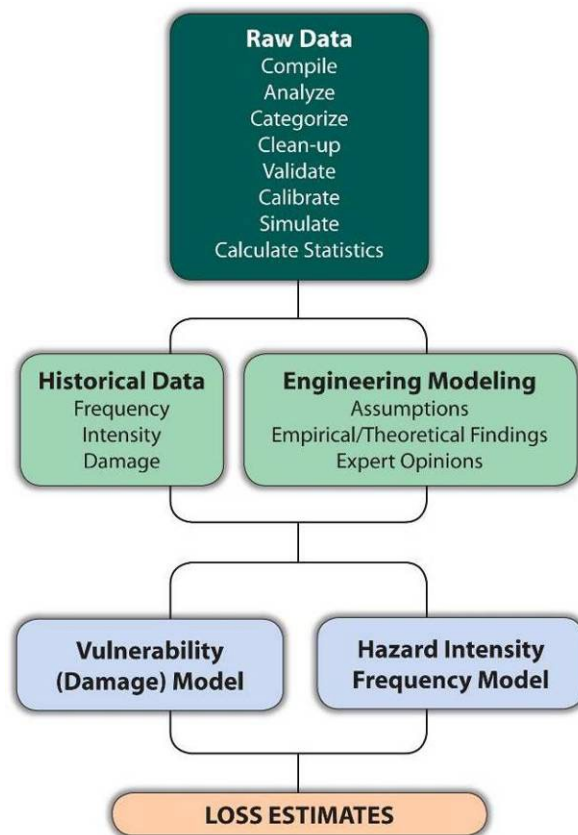 Raw Data
Compile
Analyze
Categorize
Clean-up
Validate
Calibrate
Simulate
Calculate Statistics
Historical Data
Frequency
Intensity
Damage
Engineering Modeling
Assumptions
Empirical/Theoretical Findings
Expert Opinions
Vulnerability
(Damage) Model
Hazard Intensity
Frequency Model
LOSS ESTIMATES